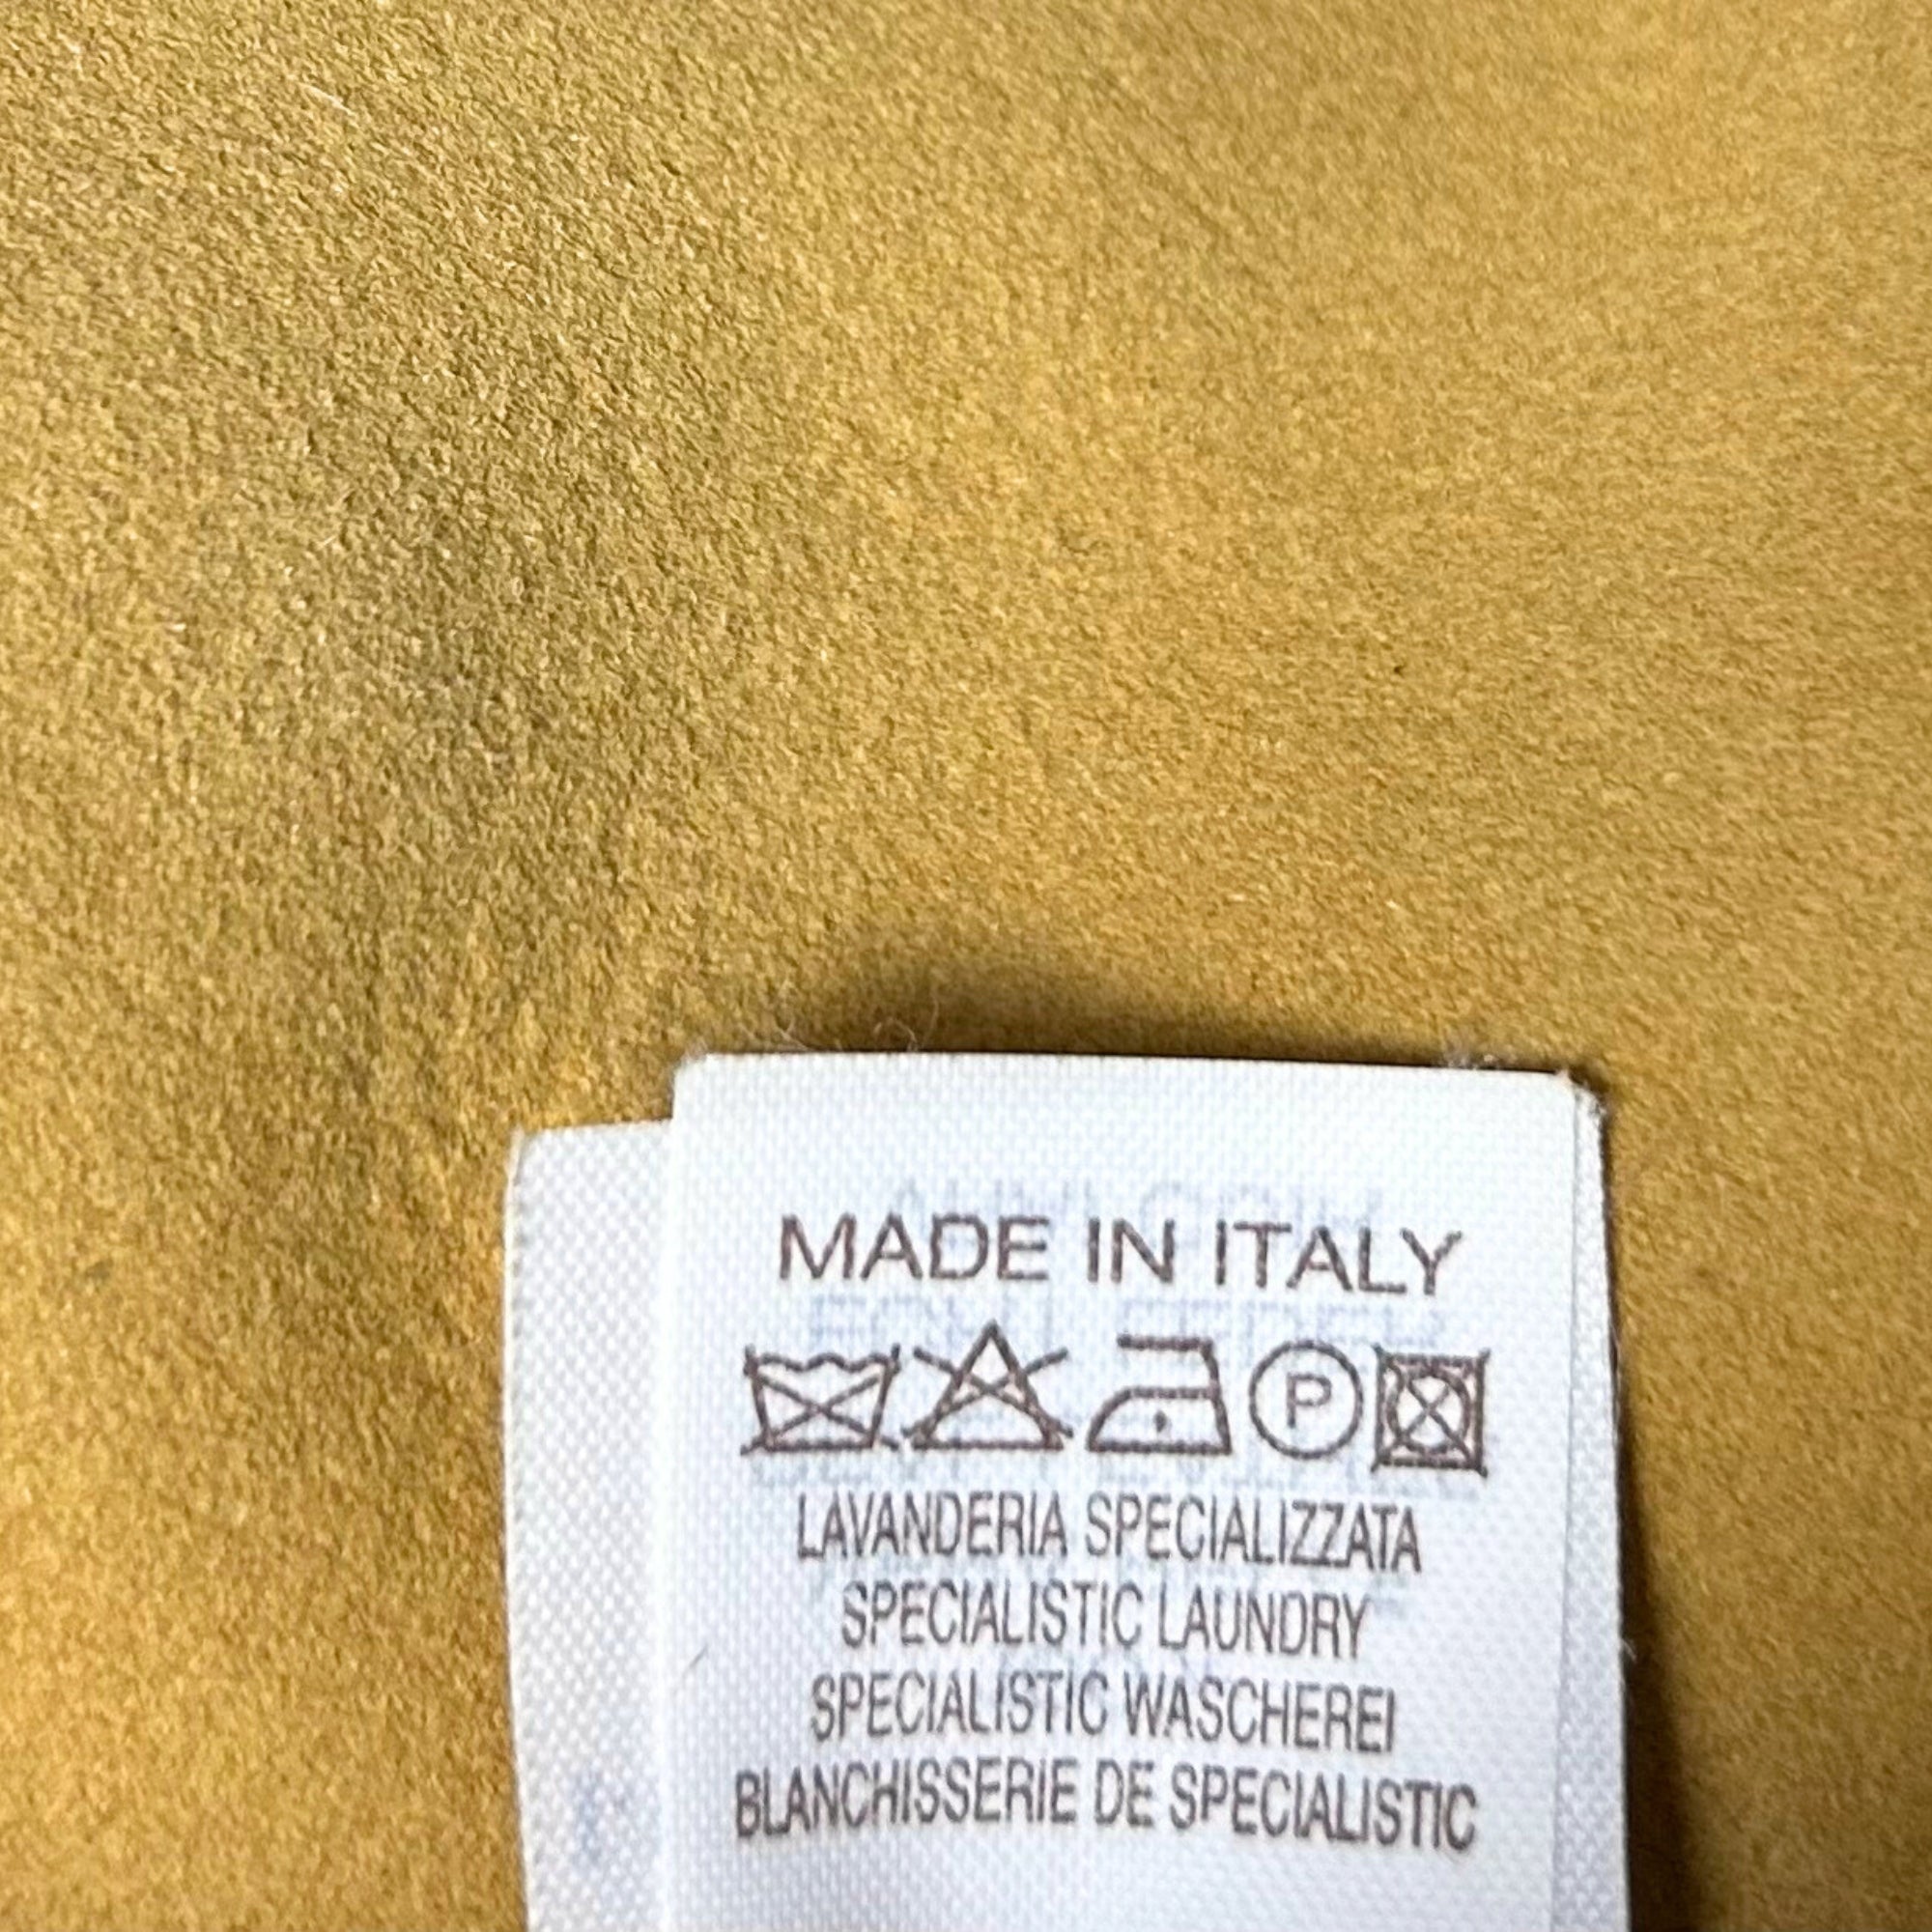 MADE IN ITALY
P
LAVANDERIA SPECIALIZZATA
SPECIALISTIC LAUNDRY
SPECIALISTIC WASCHEREI
BLANCHISSERIE DE SPECIALISTIC